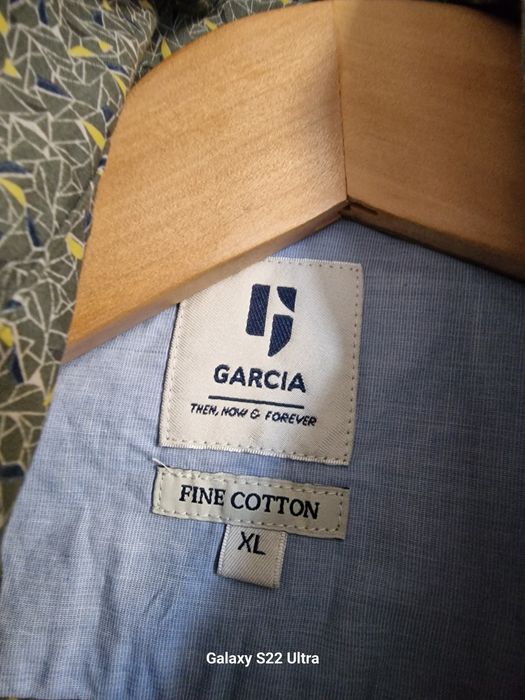 GARCIA
THEN, NOW & FOREVER
FINE COTTON
XL
Galaxy S22 Ultra